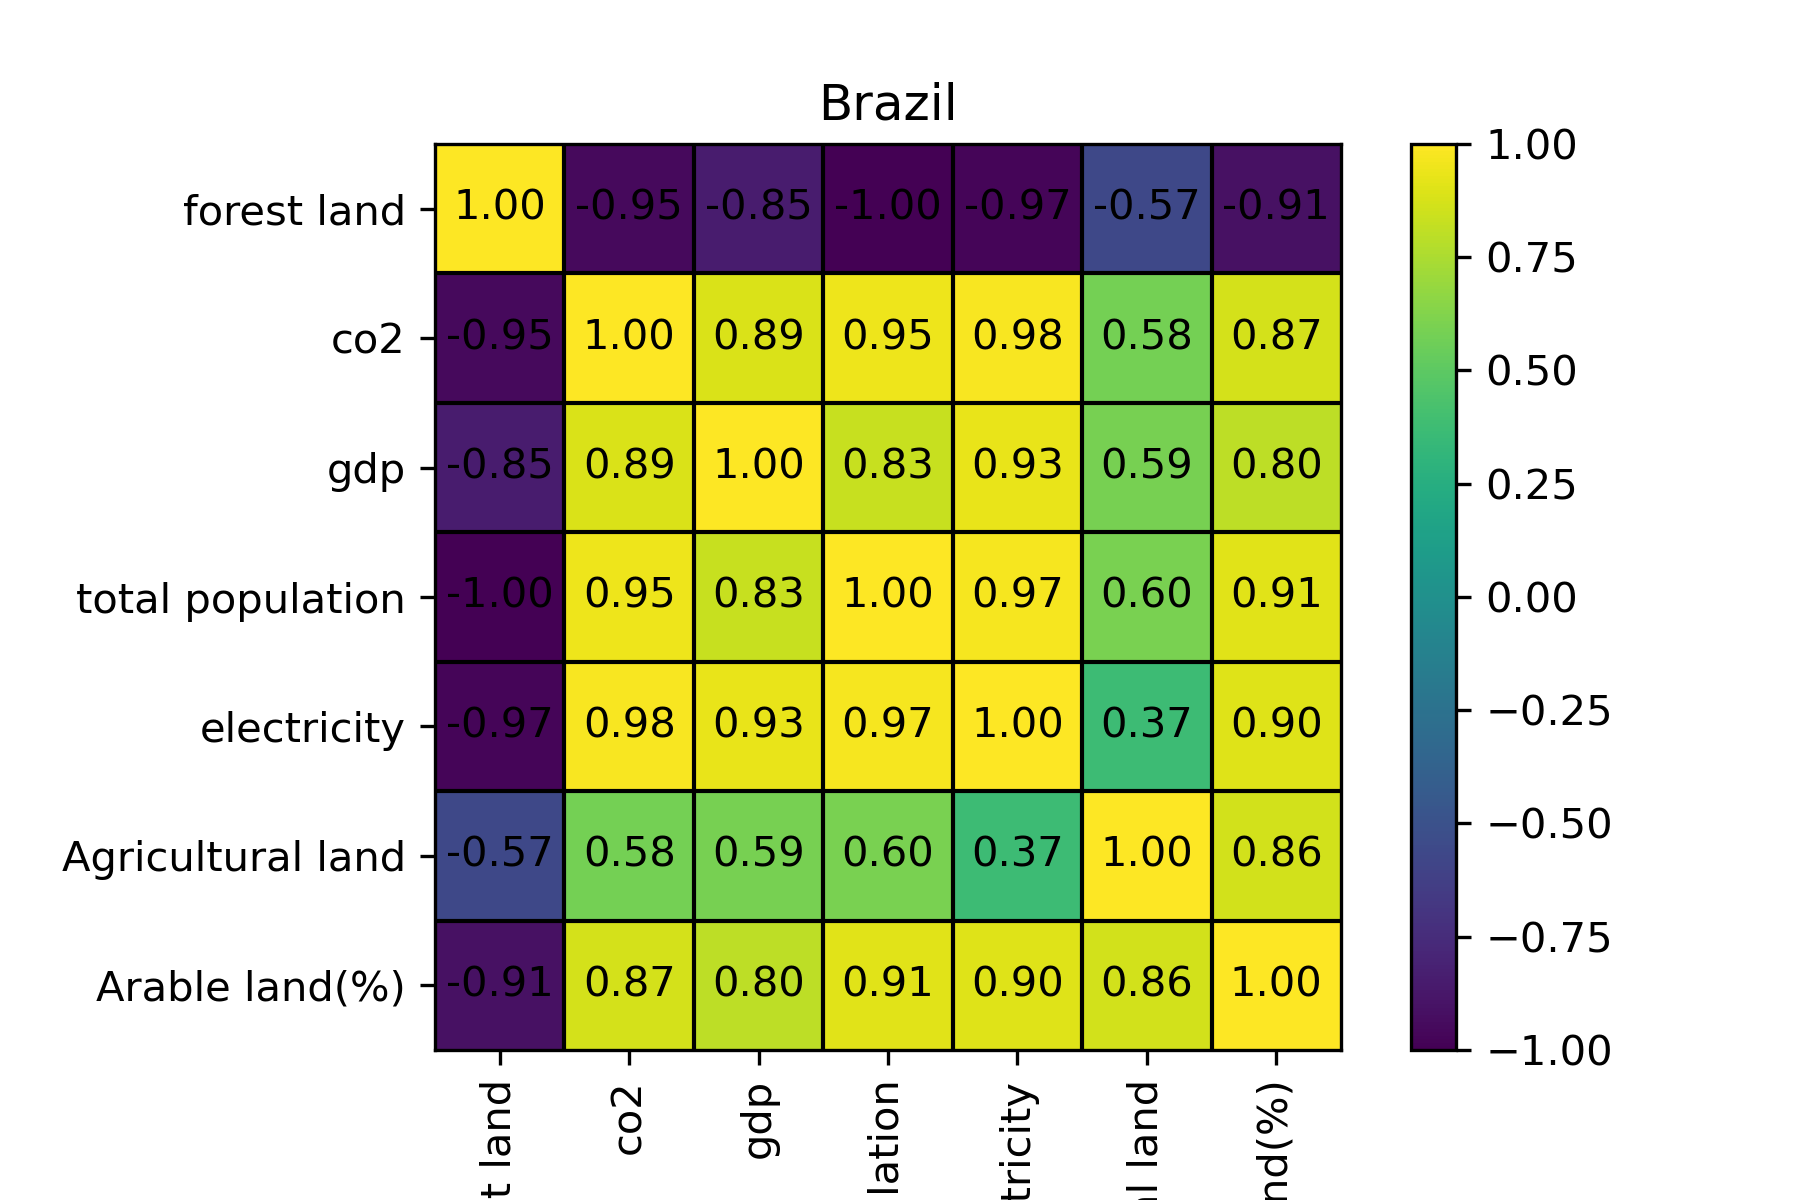 Brazil
forest land 1.00 -0.95 -0.85 -1.00 -0.97 -0.57 -0.91
co2 -0.95 1.00 0.89 0.95 0.98 0.58 0.87
gdp -0.85 0.89 1.00 0.83 0.93 0.59 0.80
total population -1.00 0.95 0.83 1.00 0.97 0.60 0.91
electricity -0.97 0.98 0.93 0.97 1.00 0.37 0.90
Agricultural land -0.57 0.58 0.59 0.60 0.37 1.00 0.86
Arable land(%) -0.91 0.87 0.80 0.91 0.90 0.86 1.00
t land
co2
gdp
lation
tricity
al land
nd(%)
1.00
0.75
0.50
0.25
0.00
−0.25
−0.50
−0.75
−1.00